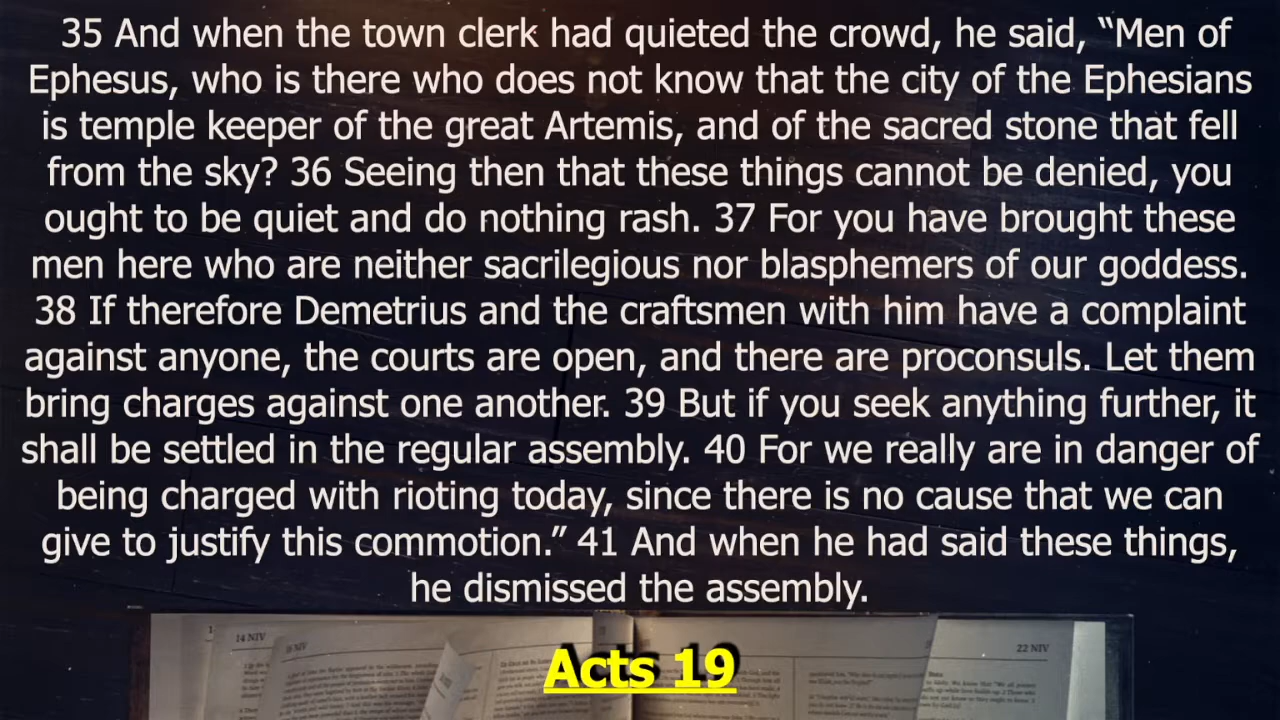 35 And when the town clerk had quieted the crowd, he said, “Men of
Ephesus, who is there who does not know that the city of the Ephesians
is temple keeper of the great Artemis, and of the sacred stone that fell
from the sky? 36 Seeing then that these things cannot be denied, you
ought to be quiet and do nothing rash. 37 For you have brought these
men here who are neither sacrilegious nor blasphemers of our goddess.
38 If therefore Demetrius and the craftsmen with him have a complaint
against anyone, the courts are open, and there are proconsuls. Let them
bring charges against one another. 39 But if you seek anything further, it
shall be settled in the regular assembly. 40 For we really are in danger of
being charged with rioting today, since there is no cause that we can
give to justify this commotion.” 41 And when he had said these things,
he dismissed the assembly.
14 NIV
16 NIV
22 NIV
Acts 19